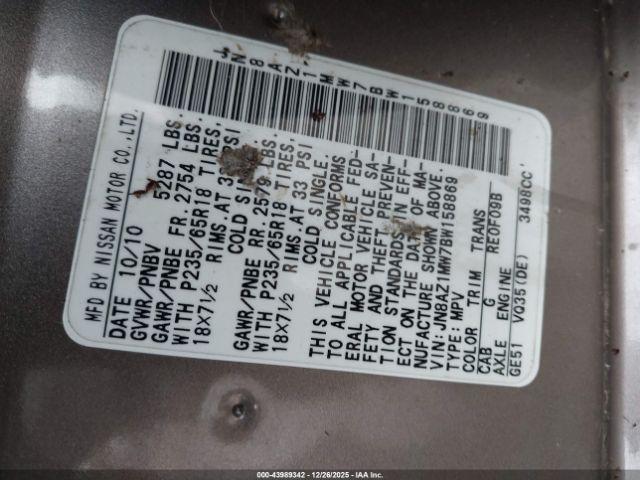 JN8AZ1MW7BW158869
MFD BY NISSAN MOTOR CO.,LTD.
DATE 10/10
GVWR/PNBV 5287 LBS.
GAWR/PNBE FR. 2754 LBS.
WITH P235/65R18 TIRES,
18X7½ RIMS.AT 33 PSI
COLD SINGLE.
GAWR/PNBE RR. 2579 LBS.
WITH P235/65R18 TIRES,
18X7½ RIMS.AT 33 PSI
COLD SINGLE.
THIS VEHICLE CONFORMS
TO ALL APPLICABLE FED-
ERAL MOTOR VEHICLE SA-
FETY AND THEFT PREVEN-
TION STANDARDS IN EFF-
ECT ON THE DATE OF MA-
NUFACTURE SHOWN ABOVE.
VIN: JN8AZ1MW7BW158869
TYPE: MPV
COLOR TRIM TRANS
CAB G RE0F09B
AXLE ENGINE
GE51 VQ35(DE) 3498CC
000-43989342 - 12/26/2025 - IAA Inc.